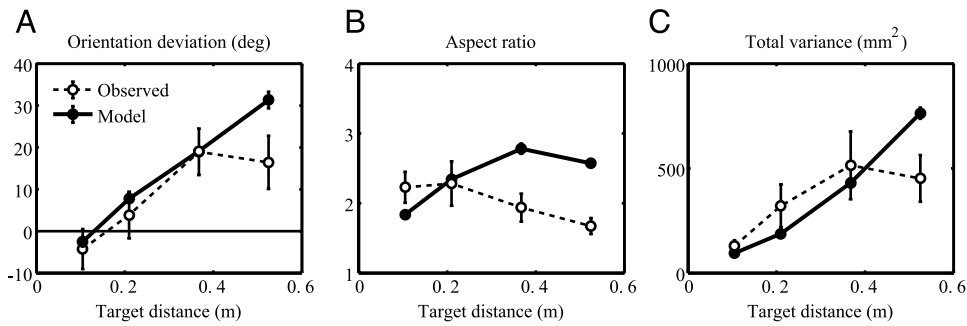 A
Orientation deviation (deg)
40
30
20
10
0
-10
Observed
Model
0
0.2
0.4
0.6
Target distance (m)
B
Aspect ratio
4
3
2
1
0
0.2
0.4
0.6
Target distance (m)
C
Total variance (mm²)
1000
500
0
0
0.2
0.4
0.6
Target distance (m)